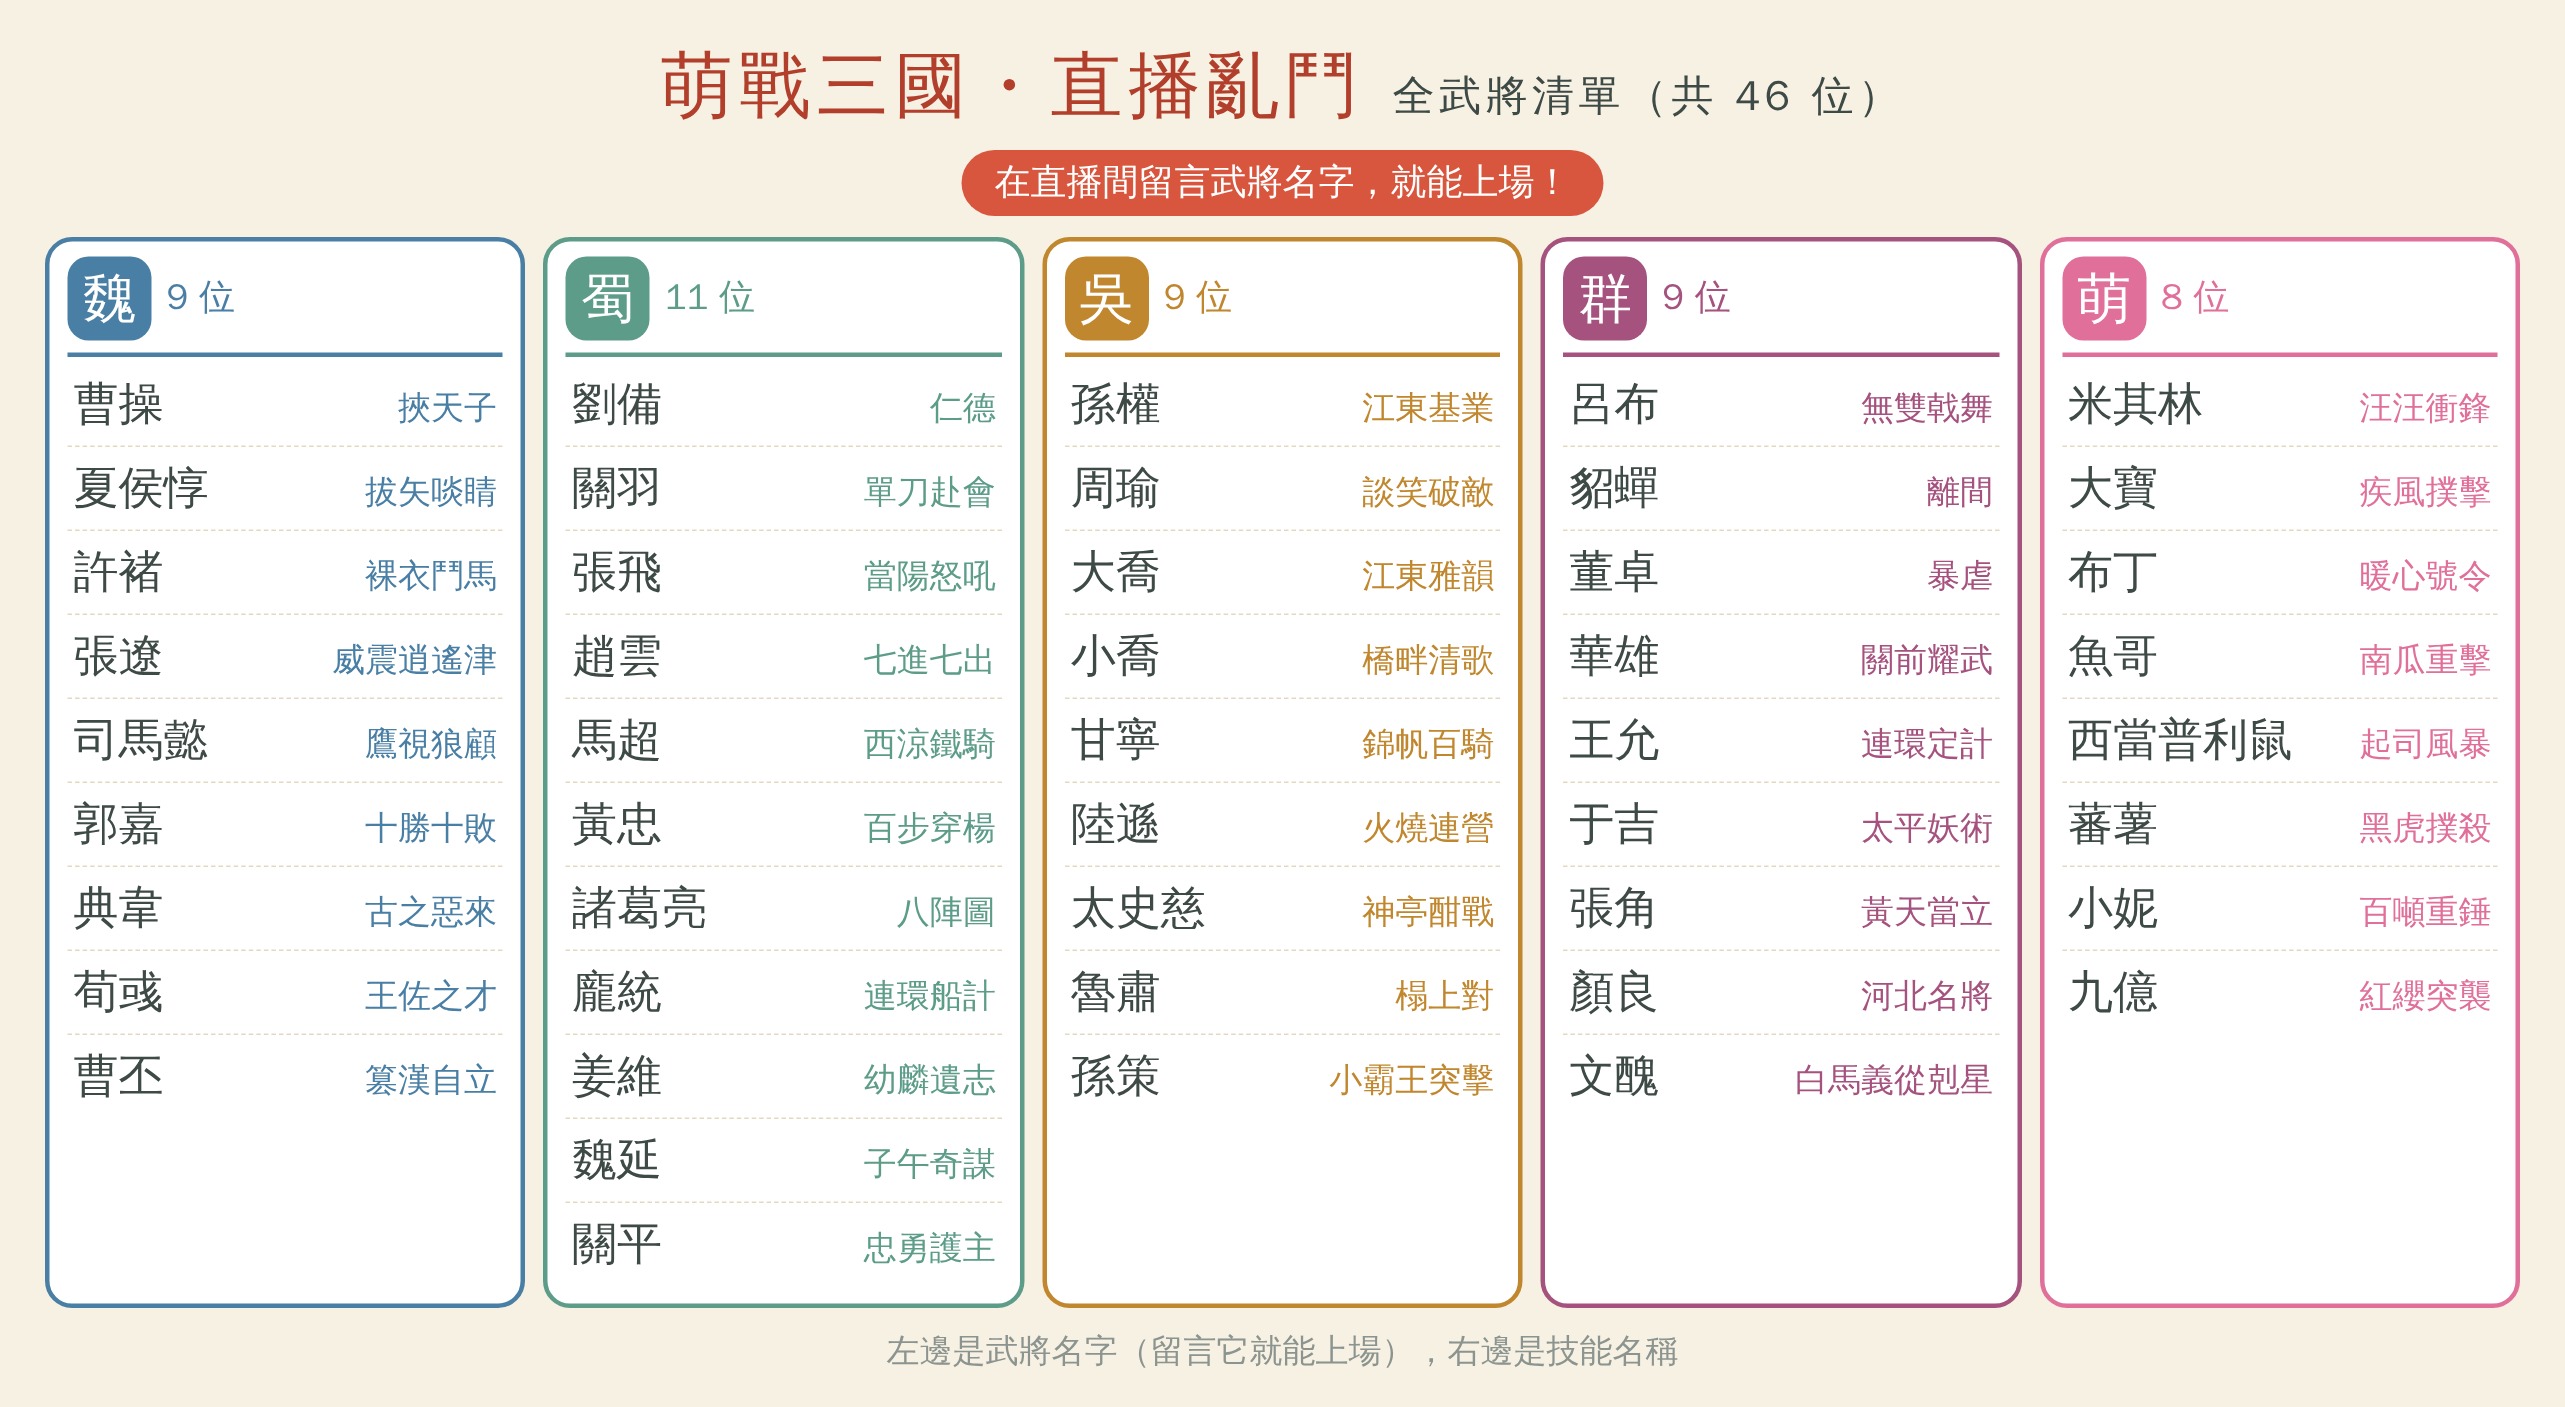 萌戰三國・直播亂鬥 全武將清單（共 46 位）
在直播間留言武將名字，就能上場！
魏 9 位
曹操 挾天子
夏侯惇 拔矢啖睛
許褚 裸衣鬥馬
張遼 威震逍遙津
司馬懿 鷹視狼顧
郭嘉 十勝十敗
典韋 古之惡來
荀彧 王佐之才
曹丕 篡漢自立
蜀 11 位
劉備 仁德
關羽 單刀赴會
張飛 當陽怒吼
趙雲 七進七出
馬超 西涼鐵騎
黃忠 百步穿楊
諸葛亮 八陣圖
龐統 連環船計
姜維 幼麟遺志
魏延 子午奇謀
關平 忠勇護主
吳 9 位
孫權 江東基業
周瑜 談笑破敵
大喬 江東雅韻
小喬 橋畔清歌
甘寧 錦帆百騎
陸遜 火燒連營
太史慈 神亭酣戰
魯肅 榻上對
孫策 小霸王突擊
群 9 位
呂布 無雙戟舞
貂蟬 離間
董卓 暴虐
華雄 關前耀武
王允 連環定計
于吉 太平妖術
張角 黃天當立
顏良 河北名將
文醜 白馬義從剋星
萌 8 位
米其林 汪汪衝鋒
大寶 疾風撲擊
布丁 暖心號令
魚哥 南瓜重擊
西當普利鼠 起司風暴
蕃薯 黑虎撲殺
小妮 百噸重錘
九億 紅纓突襲
左邊是武將名字（留言它就能上場），右邊是技能名稱